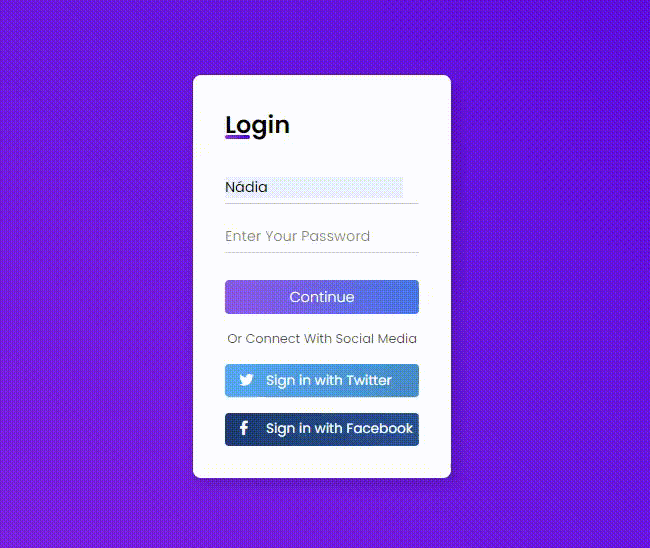 Login
Nádia
Enter Your Password
Continue
Or Connect With Social Media
Sign in with Twitter
Sign in with Facebook